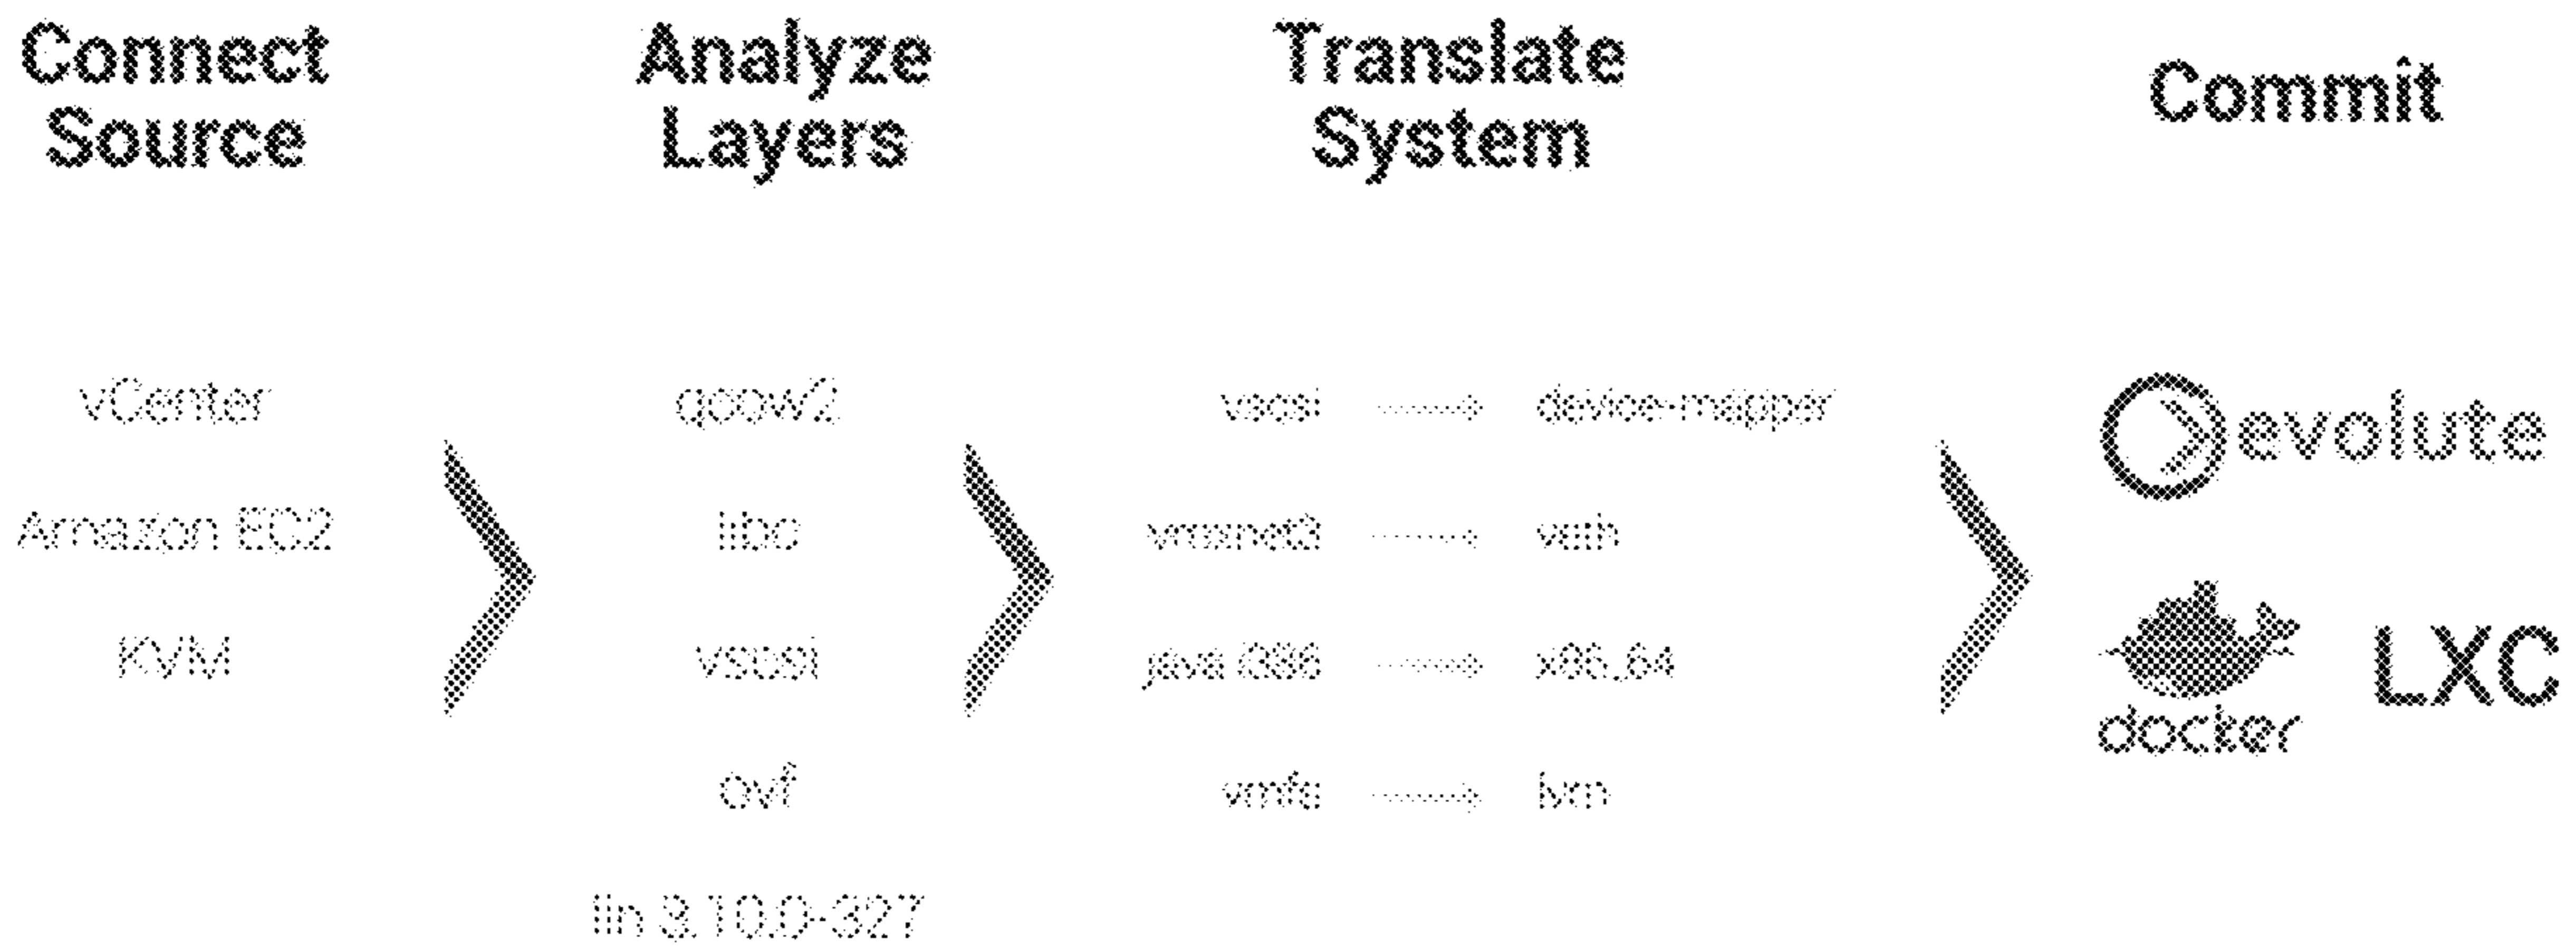 Connect
Source
Analyze
Layers
Translate
System
Commit
vCenter
Amazon EC2
KVM
qcow2
libc
vscsi
ovf
lin 3.10.0-327
vscsi → device-mapper
vmxnet3 → veth
java i386 → x86_64
vmfs → lvm
evolute
docker
LXC